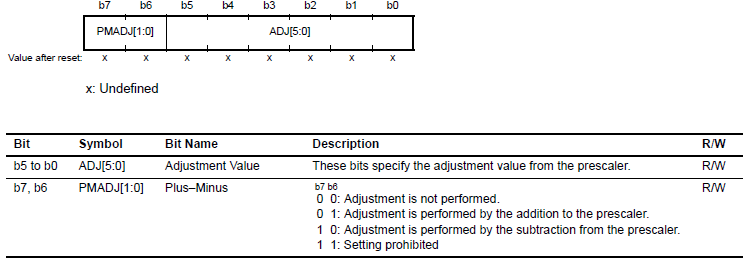 b7 b6 b5 b4 b3 b2 b1 b0
PMADJ[1:0] ADJ[5:0]
Value after reset: x x x x x x x x
x: Undefined
Bit Symbol Bit Name Description R/W
b5 to b0 ADJ[5:0] Adjustment Value These bits specify the adjustment value from the prescaler. R/W
b7, b6 PMADJ[1:0] Plus–Minus b7 b6 R/W
0 0: Adjustment is not performed.
0 1: Adjustment is performed by the addition to the prescaler.
1 0: Adjustment is performed by the subtraction from the prescaler.
1 1: Setting prohibited